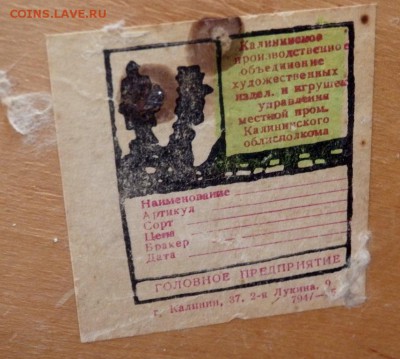 COINS.LAVE.RU
Калининское
производственное
объединение
художественных
издел. и игрушек
управления
местной пром.
Калининского
облисполкома
Наименование
Артикул
Сорт
Цена
Бракер
Дата
ГОЛОВНОЕ ПРЕДПРИЯТИЕ
г. Калинин, 37, 2-я Лукина, 9.
794/—